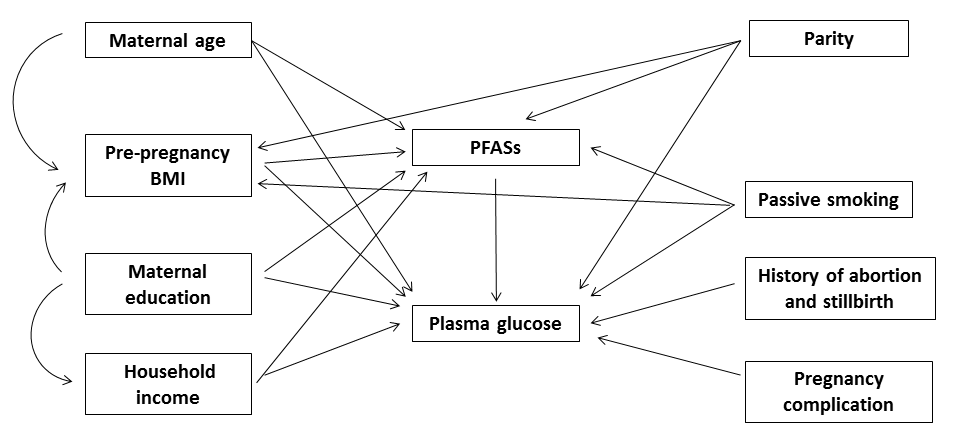 Maternal age
Parity
PFASs
Pre-pregnancy
BMI
Passive smoking
Maternal
education
History of abortion
and stillbirth
Plasma glucose
Household
income
Pregnancy
complication